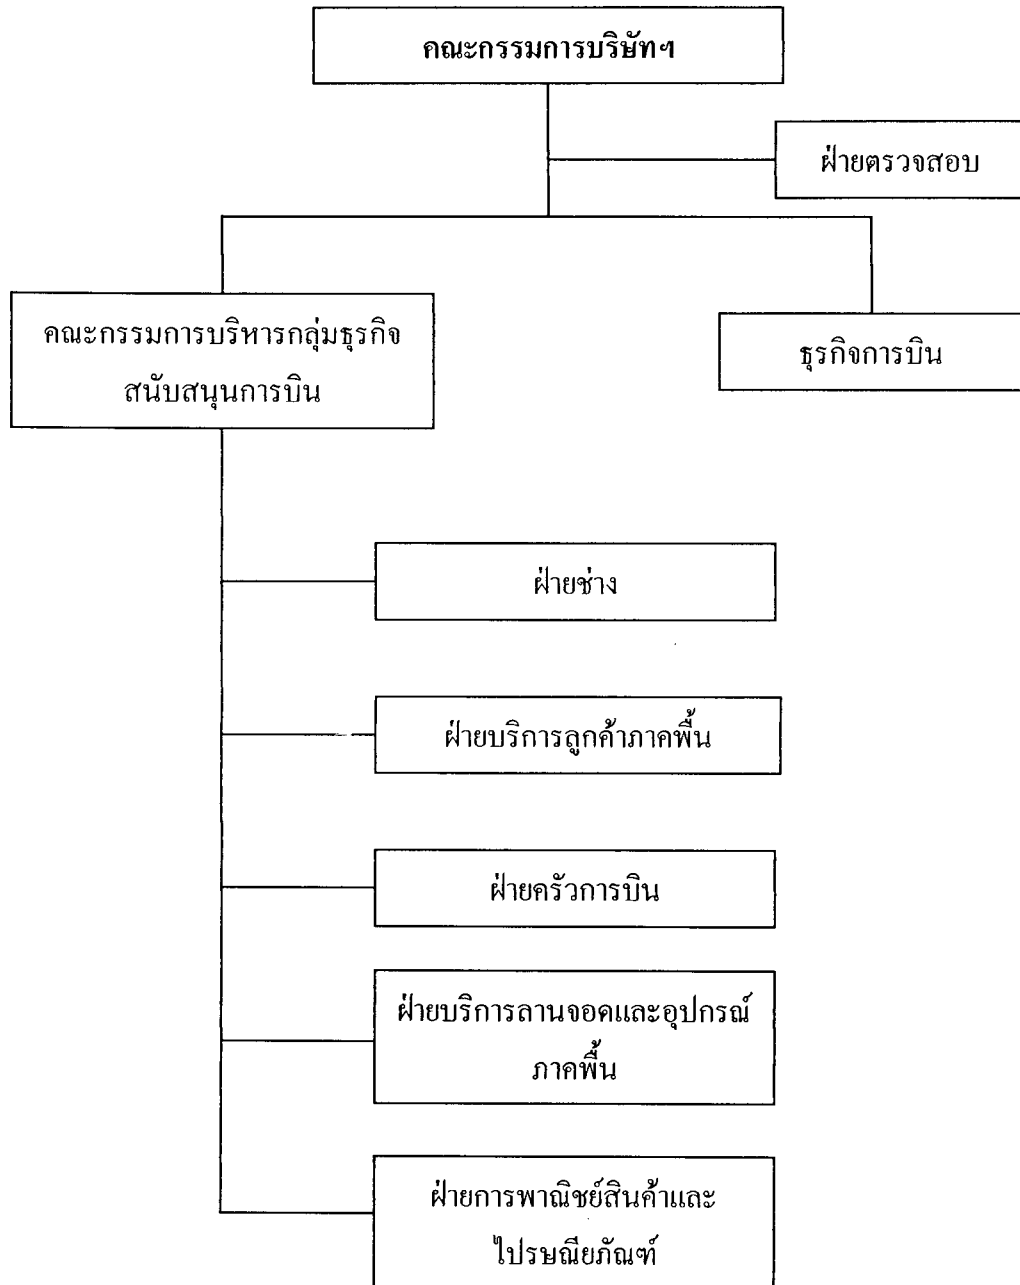 คณะกรรมการบริษัทฯ
ฝ่ายตรวจสอบ
คณะกรรมการบริหารกลุ่มธุรกิจ
สนับสนุนการบิน
ธุรกิจการบิน
ฝ่ายช่าง
ฝ่ายบริการลูกค้าภาคพื้น
ฝ่ายครัวการบิน
ฝ่ายบริการลานจอดและอุปกรณ์
ภาคพื้น
ฝ่ายการพาณิชย์สินค้าและ
ไปรษณียภัณฑ์